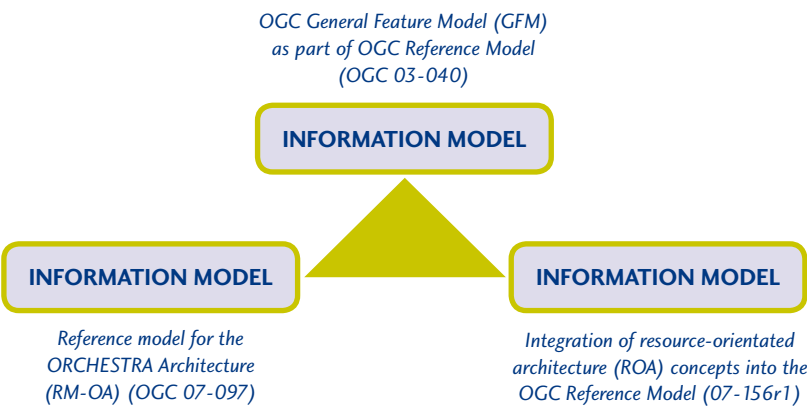 OGC General Feature Model (GFM)
as part of OGC Reference Model
(OGC 03-040)
INFORMATION MODEL
INFORMATION MODEL
INFORMATION MODEL
Reference model for the
ORCHESTRA Architecture
(RM-OA) (OGC 07-097)
Integration of resource-orientated
architecture (ROA) concepts into the
OGC Reference Model (07-156r1)